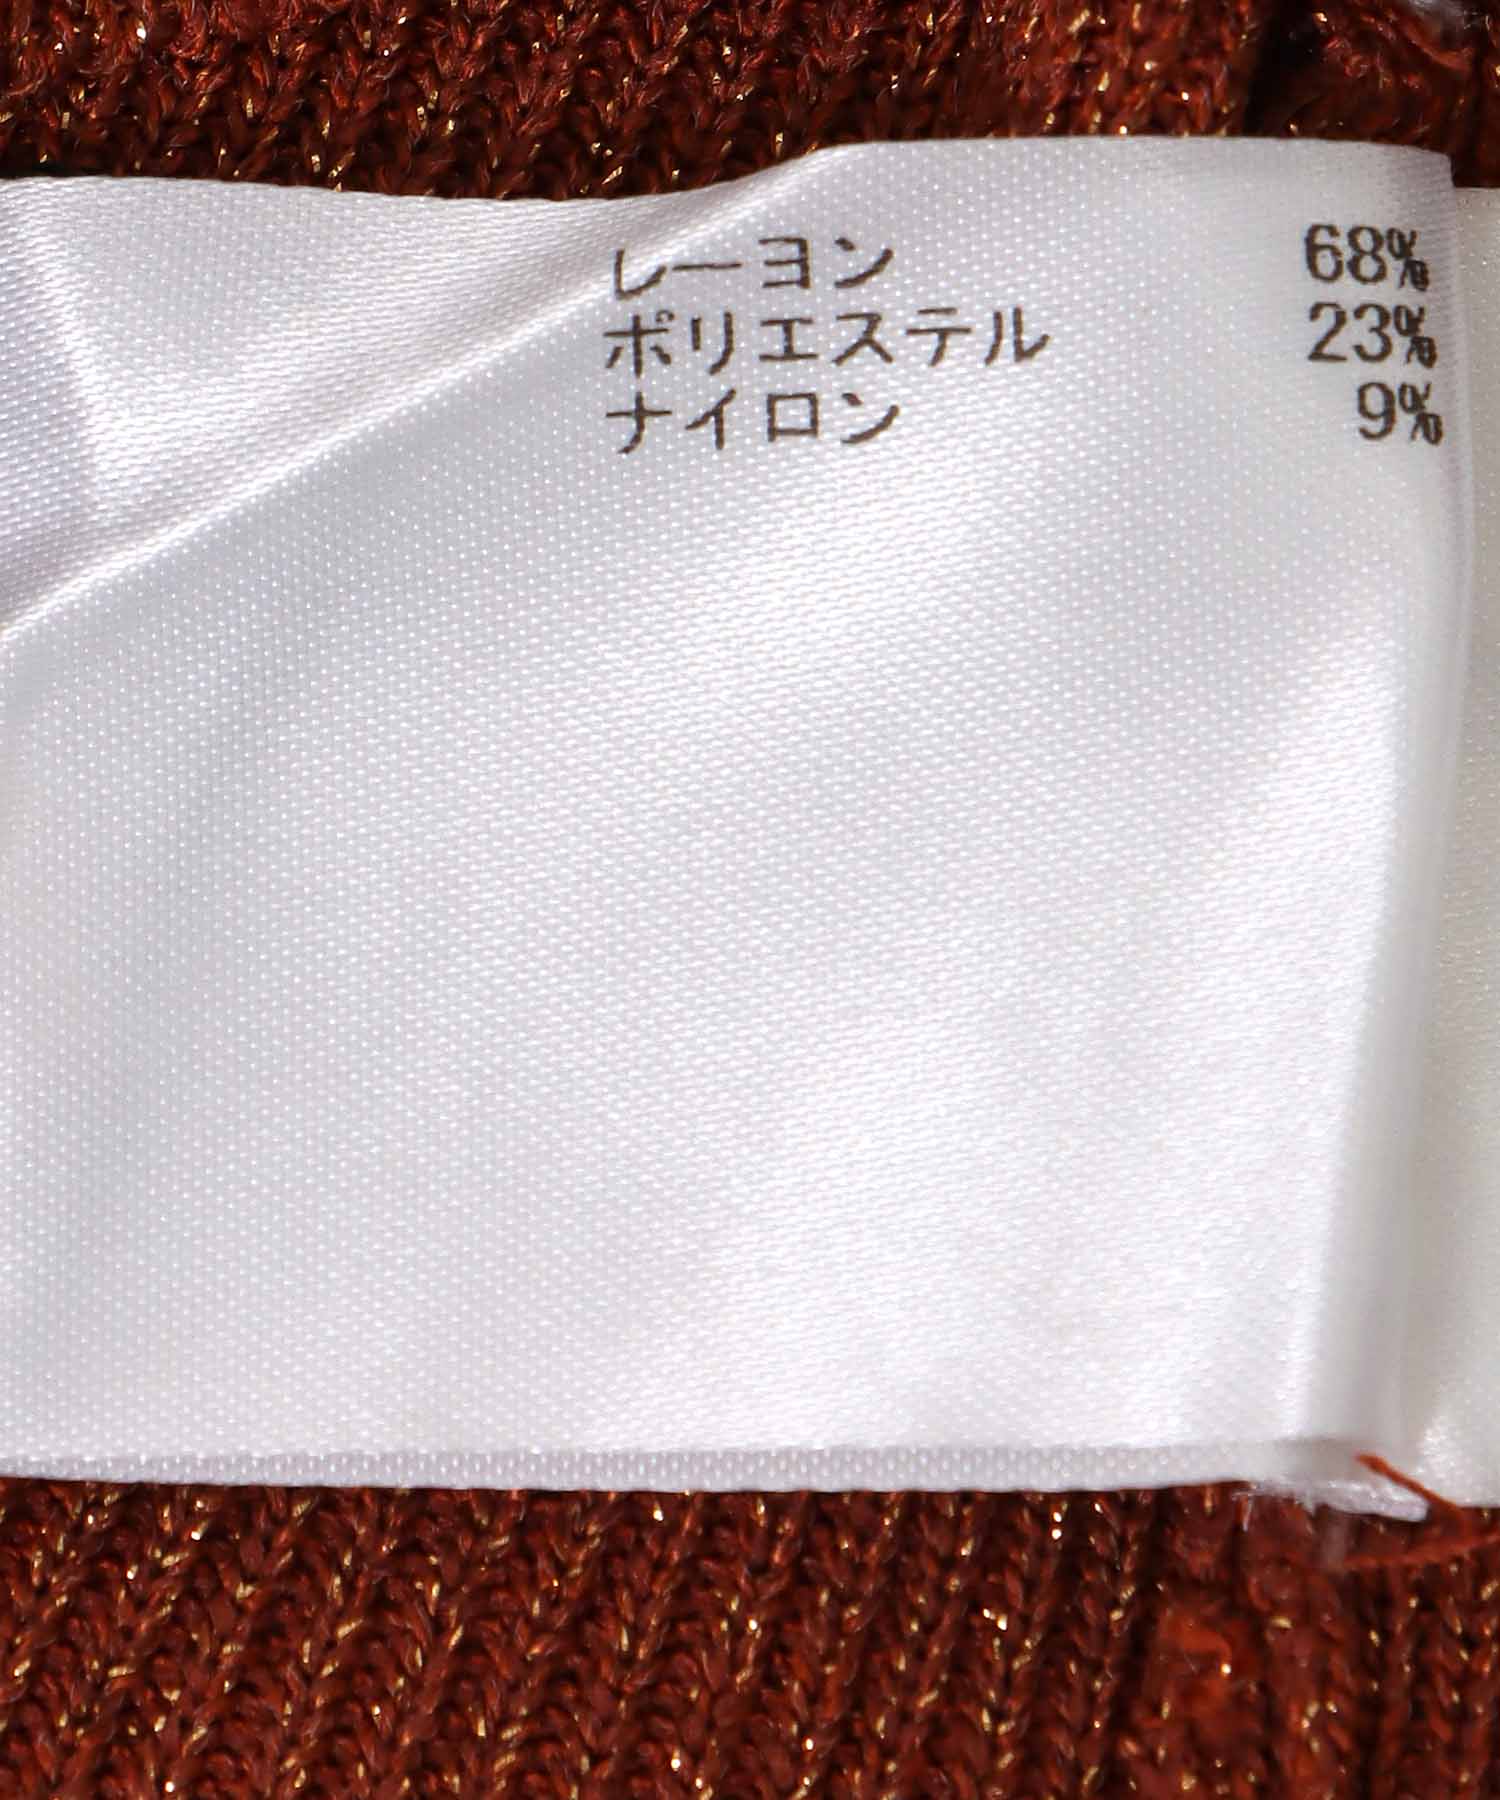 レーヨン 68%
ポリエステル 23%
ナイロン 9%